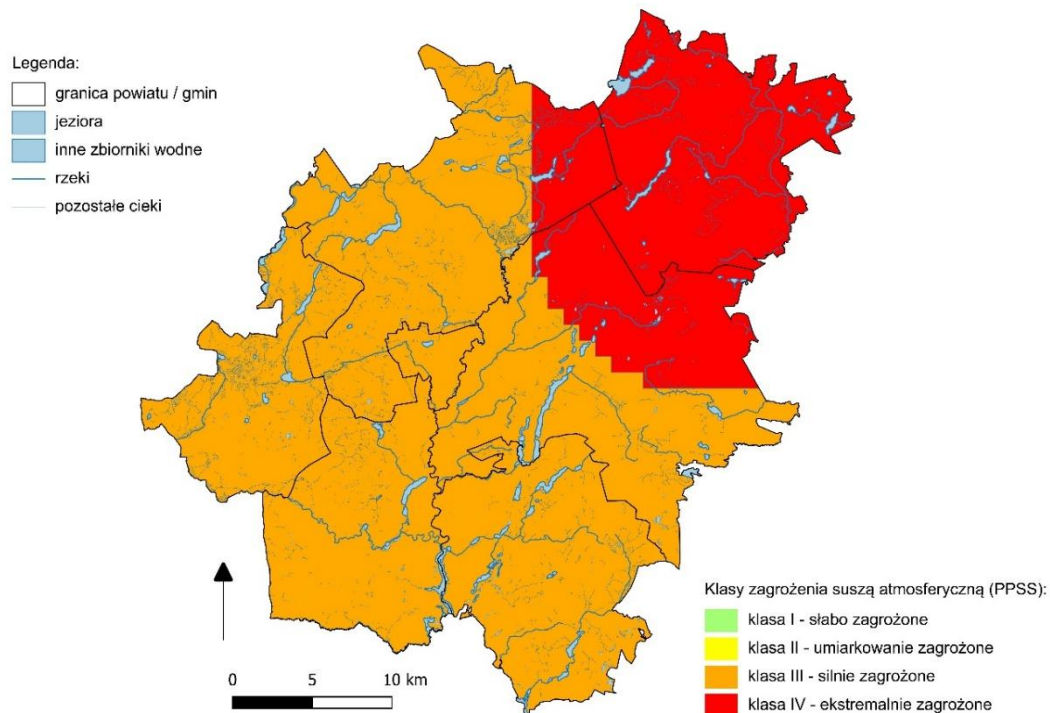 Legenda:
granica powiatu / gmin
jeziora
inne zbiorniki wodne
rzeki
pozostałe cieki
0 5 10 km
Klasy zagrożenia suszą atmosferyczną (PPSS):
klasa I - słabo zagrożone
klasa II - umiarkowanie zagrożone
klasa III - silnie zagrożone
klasa IV - ekstremalnie zagrożone